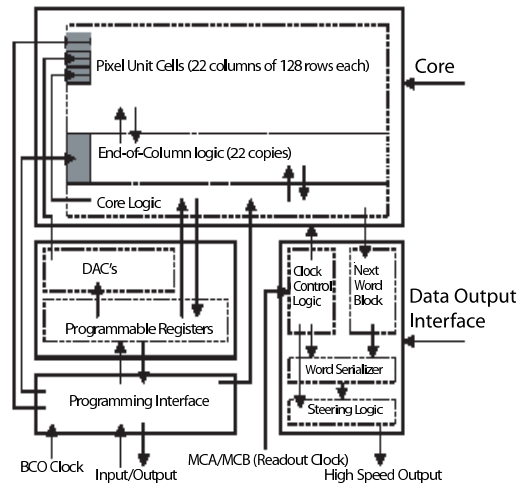 Pixel Unit Cells (22 columns of 128 rows each)
Core
End-of-Column logic (22 copies)
Core Logic
DAC's
Programmable Registers
Clock
Control
Logic
Next
Word
Block
Data Output
Interface
Word Serializer
Steering Logic
Programming Interface
BCO Clock
Input/Output
MCA/MCB (Readout Clock)
High Speed Output